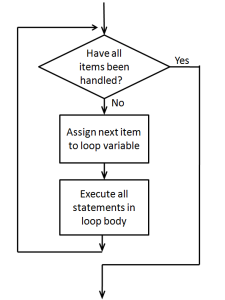 Have all
items been
handled?
Yes
No
Assign next item
to loop variable
Execute all
statements in
loop body